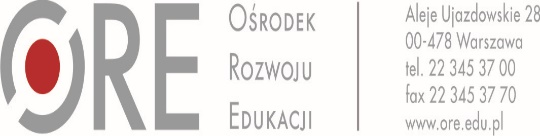 ORE
Ośrodek
Rozwoju
Edukacji
Aleje Ujazdowskie 28
00-478 Warszawa
tel. 22 345 37 00
fax 22 345 37 70
www.ore.edu.pl